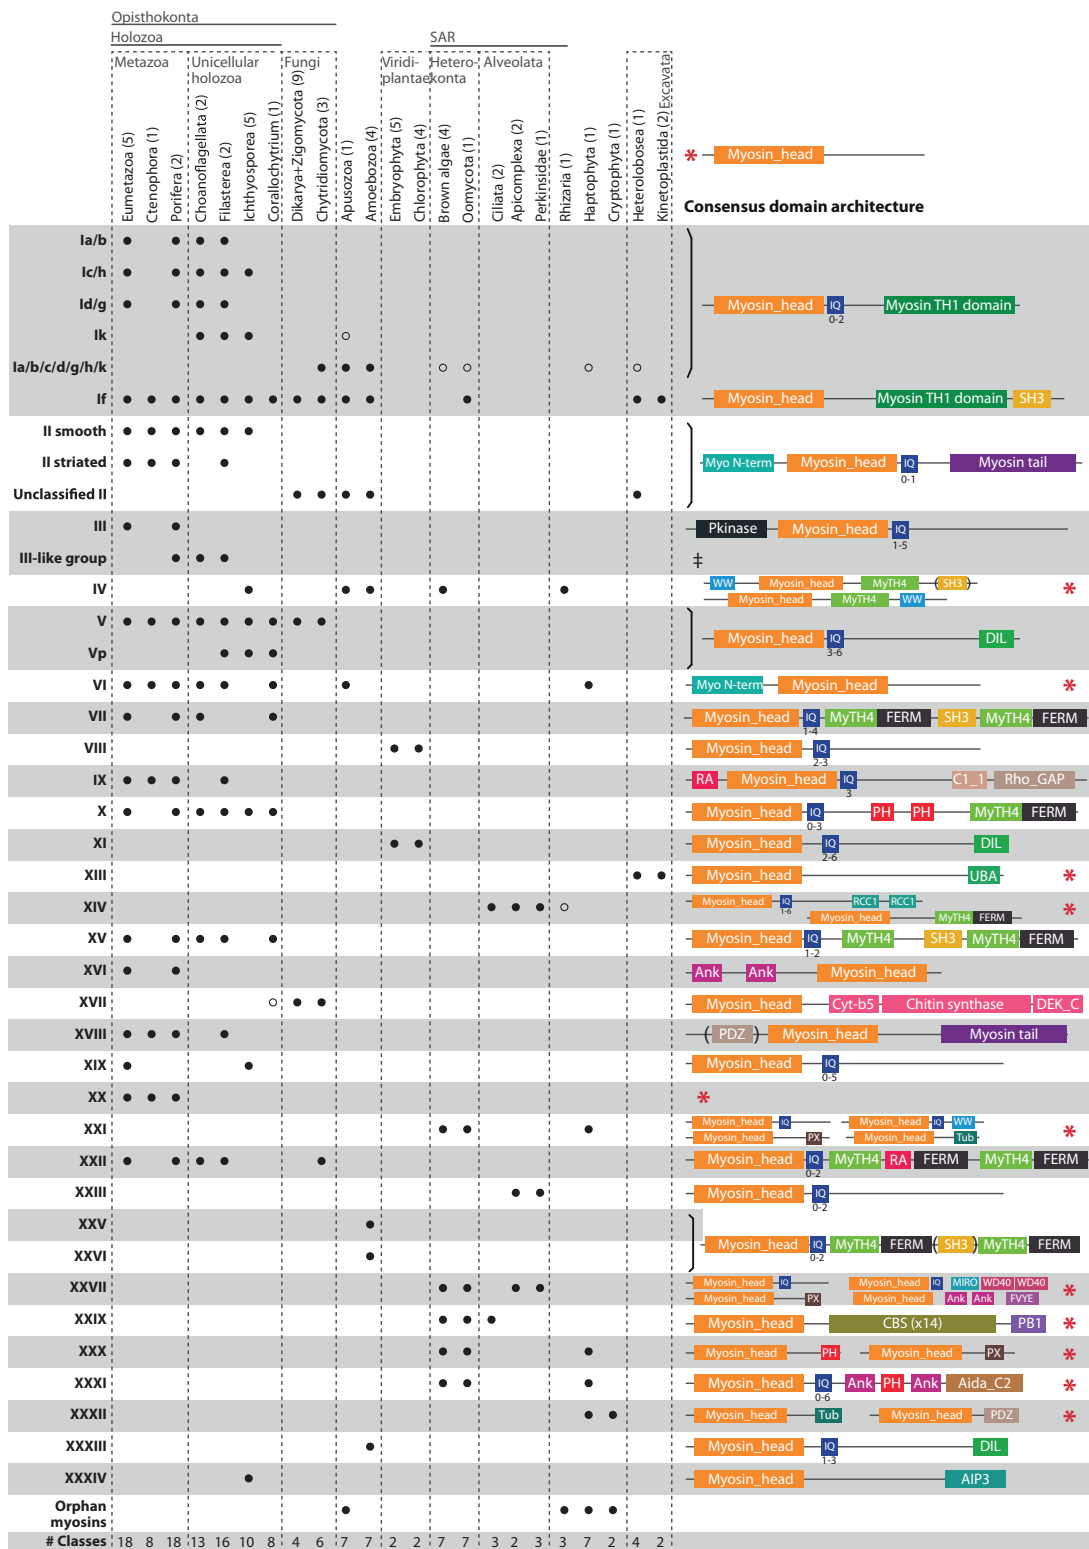 Opisthokonta
Holozoa
SAR
Metazoa
Unicellular
holozoa
Fungi
Viridi-
plantae
Hetero-
konta
Alveolata
Excavata
Eumetazoa (5)
Ctenophora (1)
Porifera (2)
Choanoflagellata (2)
Filasterea (2)
Ichthyosporea (5)
Corallochytrium (1)
Dikarya+Zigomycota (9)
Chytridiomycota (3)
Apusozoa (1)
Amoebozoa (4)
Embryophyta (5)
Chlorophyta (4)
Brown algae (4)
Oomycota (1)
Ciliata (2)
Apicomplexa (2)
Perkinsidae (1)
Rhizaria (1)
Haptophyta (1)
Cryptophyta (1)
Heterolobosea (1)
Kinetoplastida (2)
* Myosin_head
Consensus domain architecture
Ia/b
Ic/h
Id/g
Ik
Ia/b/c/d/g/h/k
Myosin_head IQ Myosin TH1 domain
0-2
If Myosin_head Myosin TH1 domain SH3
II smooth
II striated Myo N-term Myosin_head IQ Myosin tail
0-1
Unclassified II
III Pkinase Myosin_head IQ
1-5
III-like group ‡
IV WW Myosin_head MyTH4 (SH3) *
Myosin_head MyTH4 WW
V
Vp
Myosin_head IQ DIL
3-6
VI Myo N-term Myosin_head *
VII Myosin_head IQ MyTH4 FERM SH3 MyTH4 FERM
1-4
VIII Myosin_head IQ
2-3
IX RA Myosin_head IQ C1_1 Rho_GAP
3
X Myosin_head IQ PH PH MyTH4 FERM
0-3
XI Myosin_head IQ DIL
2-6
XIII Myosin_head UBA *
XIV Myosin_head IQ RCC1 RCC1 *
1-6
Myosin_head MyTH4 FERM
XV Myosin_head IQ MyTH4 SH3 MyTH4 FERM
1-2
XVI Ank Ank Myosin_head
XVII Myosin_head Cyt-b5 Chitin synthase DEK_C
XVIII (PDZ) Myosin_head Myosin tail
XIX Myosin_head IQ
0-5
XX *
XXI Myosin_head IQ Myosin_head IQ WW *
Myosin_head PX Myosin_head Tub
XXII Myosin_head IQ MyTH4 RA FERM MyTH4 FERM
0-2
XXIII Myosin_head IQ
0-2
XXV
XXVI
Myosin_head IQ MyTH4 FERM (SH3) MyTH4 FERM
0-2
XXVII Myosin_head IQ Myosin_head IQ MIRO WD40 WD40 *
Myosin_head PX Myosin_head Ank Ank FVYE
XXIX Myosin_head CBS (x14) PB1 *
XXX Myosin_head PH Myosin_head PX *
XXXI Myosin_head IQ Ank PH Ank Aida_C2 *
0-6
XXXII Myosin_head Tub Myosin_head PDZ *
XXXIII Myosin_head IQ DIL
1-3
XXXIV Myosin_head AIP3
Orphan
myosins
# Classes 18 8 18 13 16 10 8 4 6 7 7 2 2 7 7 3 2 3 3 7 2 4 2